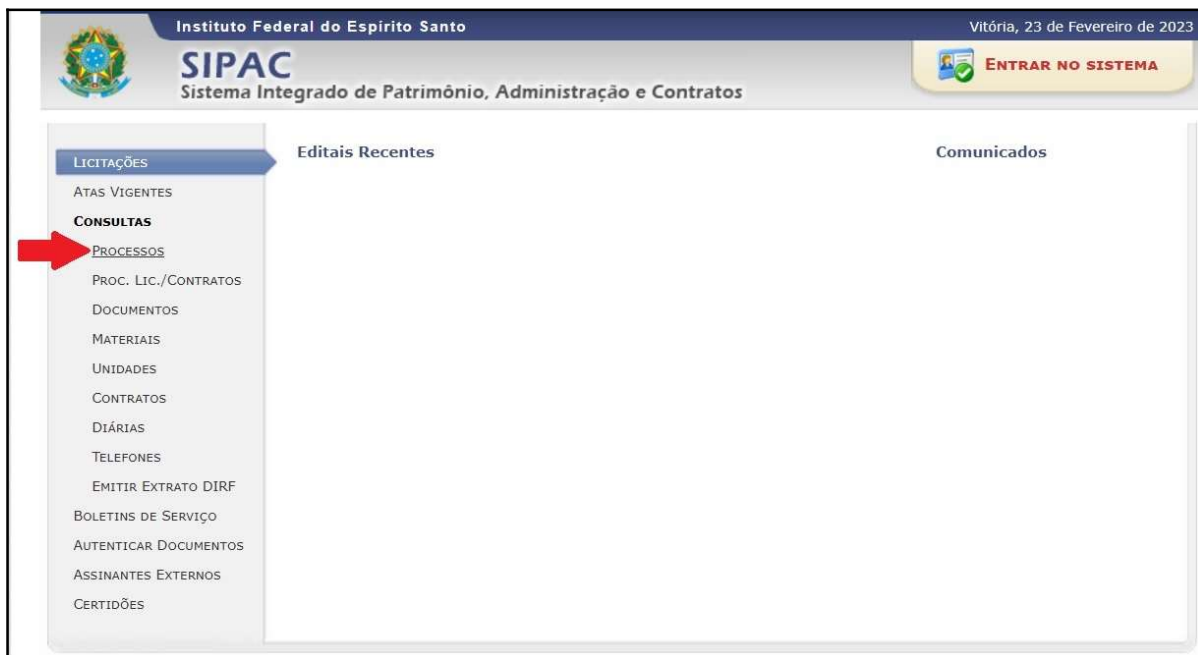 Instituto Federal do Espírito Santo
Vitória, 23 de Fevereiro de 2023
SIPAC
Sistema Integrado de Patrimônio, Administração e Contratos
ENTRAR NO SISTEMA
LICITAÇÕES
ATAS VIGENTES
CONSULTAS
PROCESSOS
PROC. LIC./CONTRATOS
DOCUMENTOS
MATERIAIS
UNIDADES
CONTRATOS
DIÁRIAS
TELEFONES
EMITIR EXTRATO DIRF
BOLETINS DE SERVIÇO
AUTENTICAR DOCUMENTOS
ASSINANTES EXTERNOS
CERTIDÕES
Editais Recentes
Comunicados